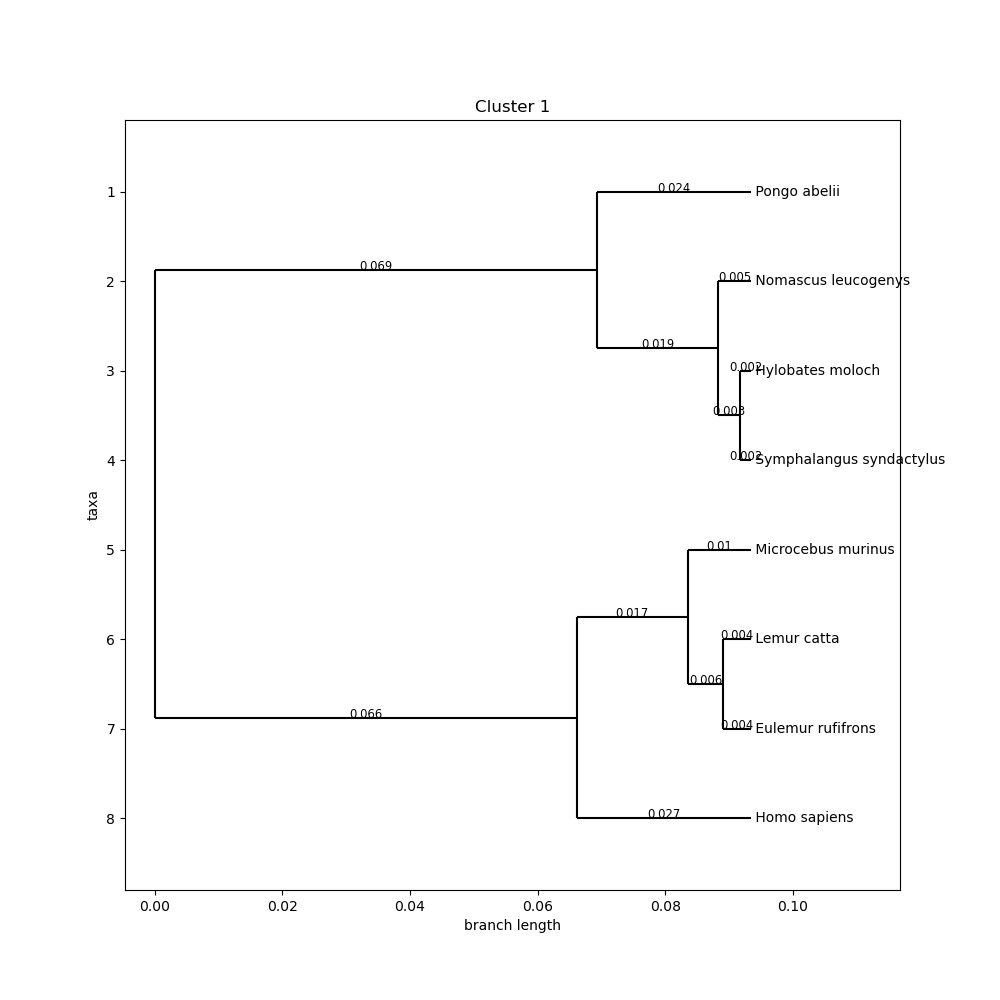 Cluster 1
1
0.024
Pongo abelii
0.069
2
0.005
Nomascus leucogenys
0.019
3
0.002
Hylobates moloch
0.003
4
0.002
Symphalangus syndactylus
taxa
5
0.01
Microcebus murinus
0.017
6
0.004
Lemur catta
0.006
0.066
7
0.004
Eulemur rufifrons
8
0.027
Homo sapiens
0.00 0.02 0.04 0.06 0.08 0.10
branch length